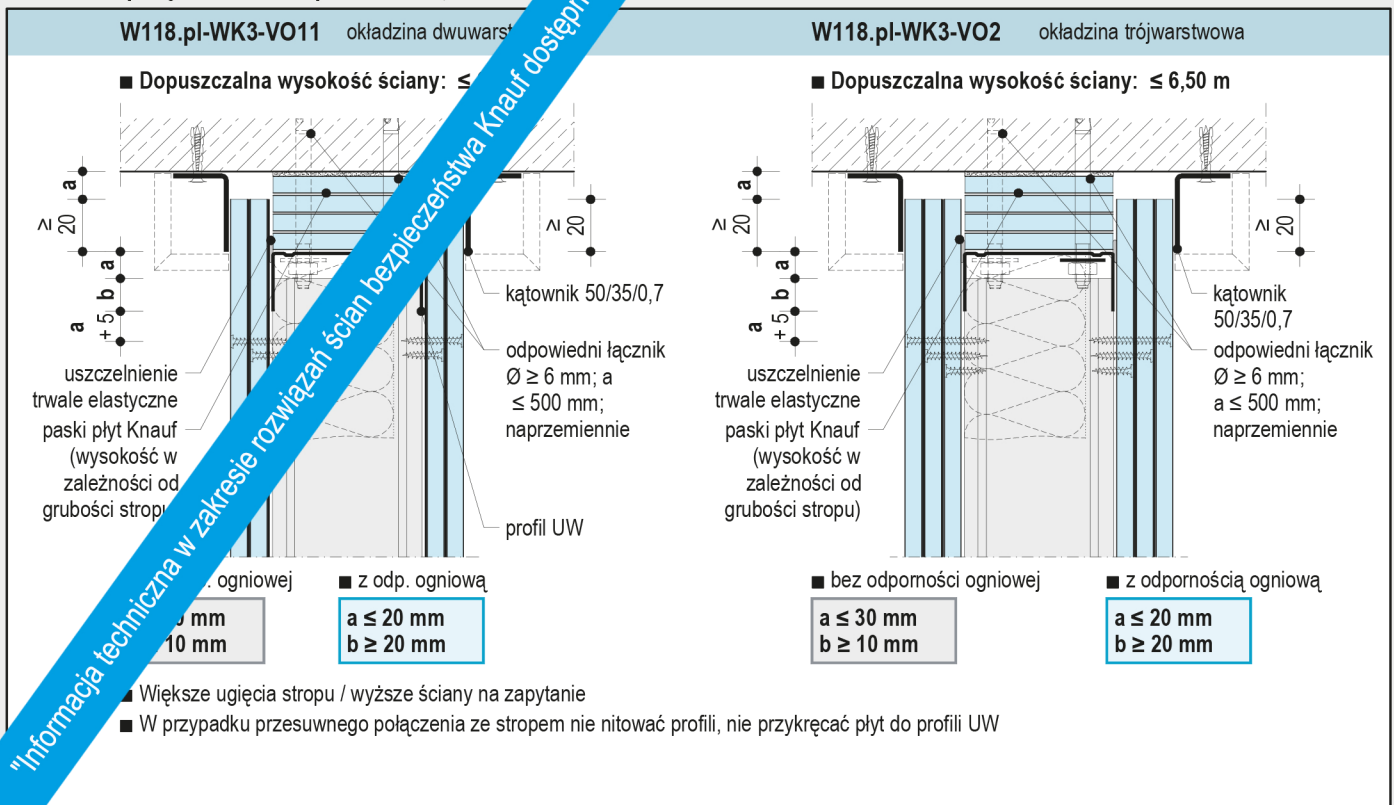 W118.pl-WK3-VO11 okładzina
■ Dopuszczalna wysokość ściany: ≤
a
≥ 20
a
b
a + 5
≥ 20
kątownik 50/35/0,7
odpowiedni łącznik
Ø ≥ 6 mm; a
≤ 500 mm;
naprzemiennie
uszczelnienie
trwale elastyczne
paski płyt Knauf
(wysokość w
zależności od
grubości
profil UW
ogniowej
■ z odp. ogniową
mm
10 mm
a ≤ 20 mm
b ≥ 20 mm
W118.pl-WK3-VO2 okładzina trójwarstwowa
■ Dopuszczalna wysokość ściany: ≤ 6,50 m
a
≥ 20
a
b
a + 5
≥ 20
kątownik
50/35/0,7
odpowiedni łącznik
Ø ≥ 6 mm;
a ≤ 500 mm;
naprzemiennie
uszczelnienie
trwale elastyczne
paski płyt Knauf
(wysokość w
zależności od
grubości stropu)
■ bez odporności ogniowej
■ z odpornością ogniową
a ≤ 30 mm
b ≥ 10 mm
a ≤ 20 mm
b ≥ 20 mm
■ Większe ugięcia stropu / wyższe ściany na zapytanie
■ W przypadku przesuwnego połączenia ze stropem nie nitować profili, nie przykręcać płyt do profili UW
"Informacja techniczna w zakresie rozwiązań ścian bezpieczeństwa Knauf